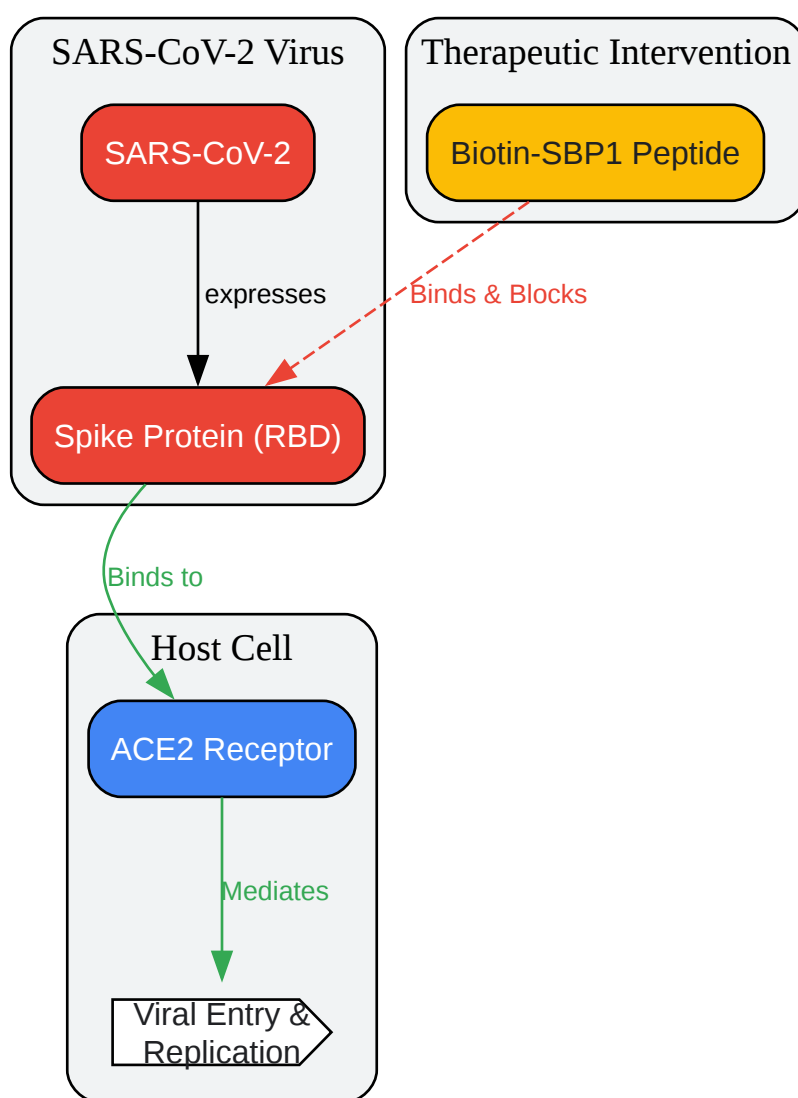 SARS-CoV-2 Virus
Therapeutic Intervention
SARS-CoV-2
Biotin-SBP1 Peptide
expresses
Binds & Blocks
Spike Protein (RBD)
Binds to
Host Cell
ACE2 Receptor
Mediates
Viral Entry &
Replication